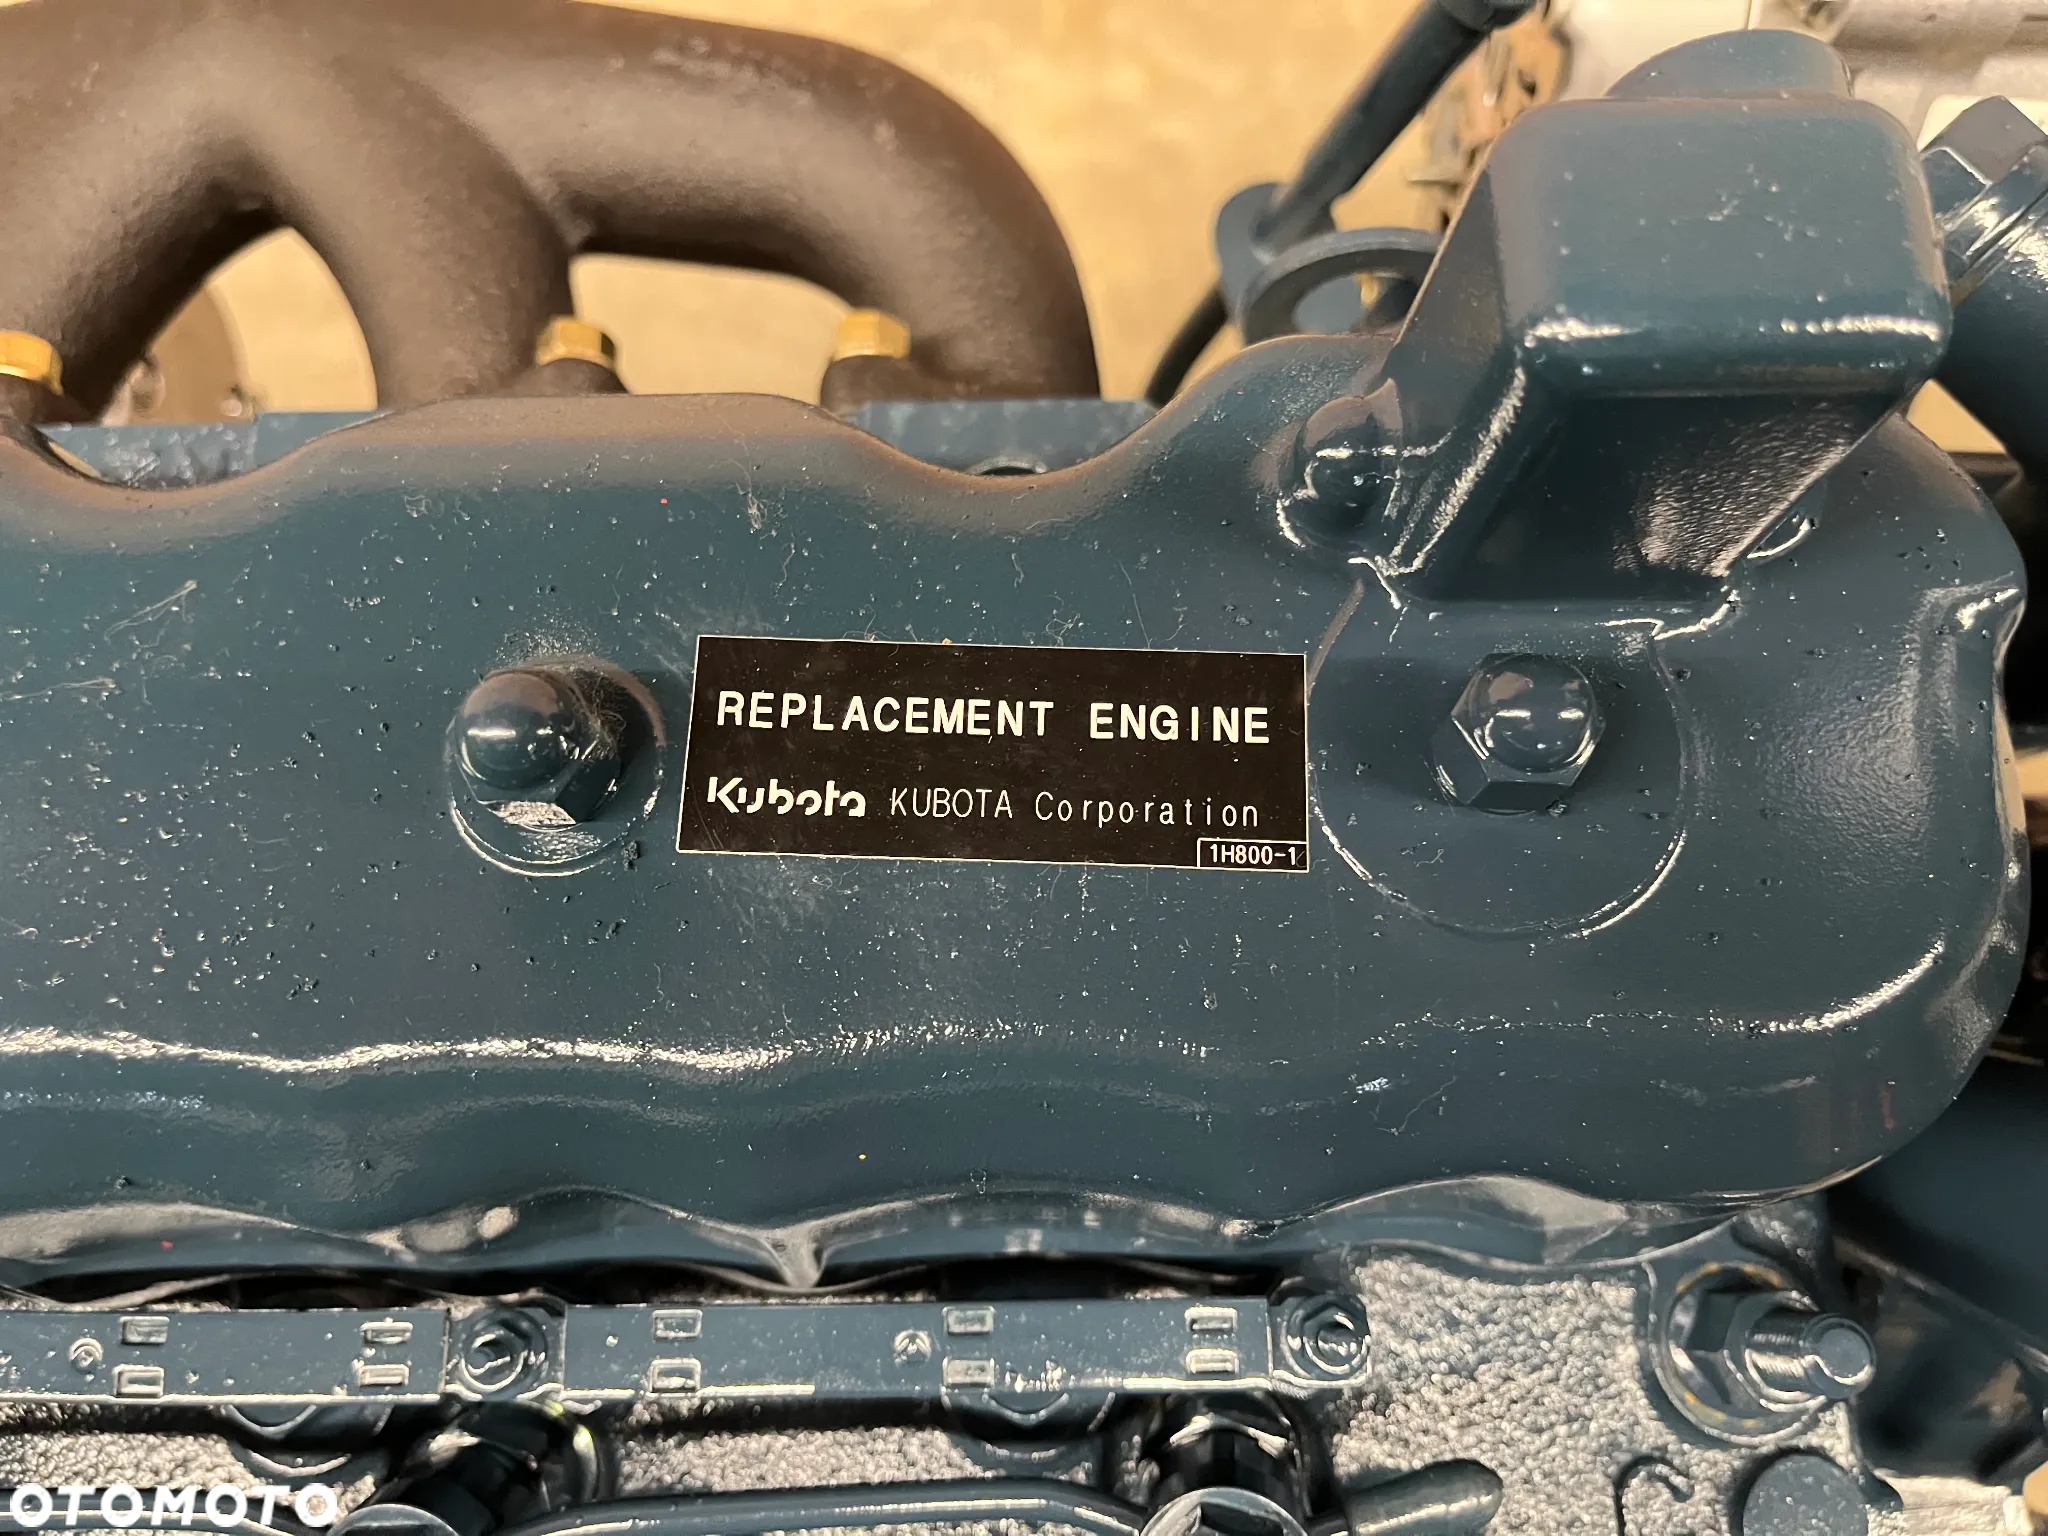 REPLACEMENT ENGINE
Kubota KUBOTA Corporation
1H800-1
OTOMOTO